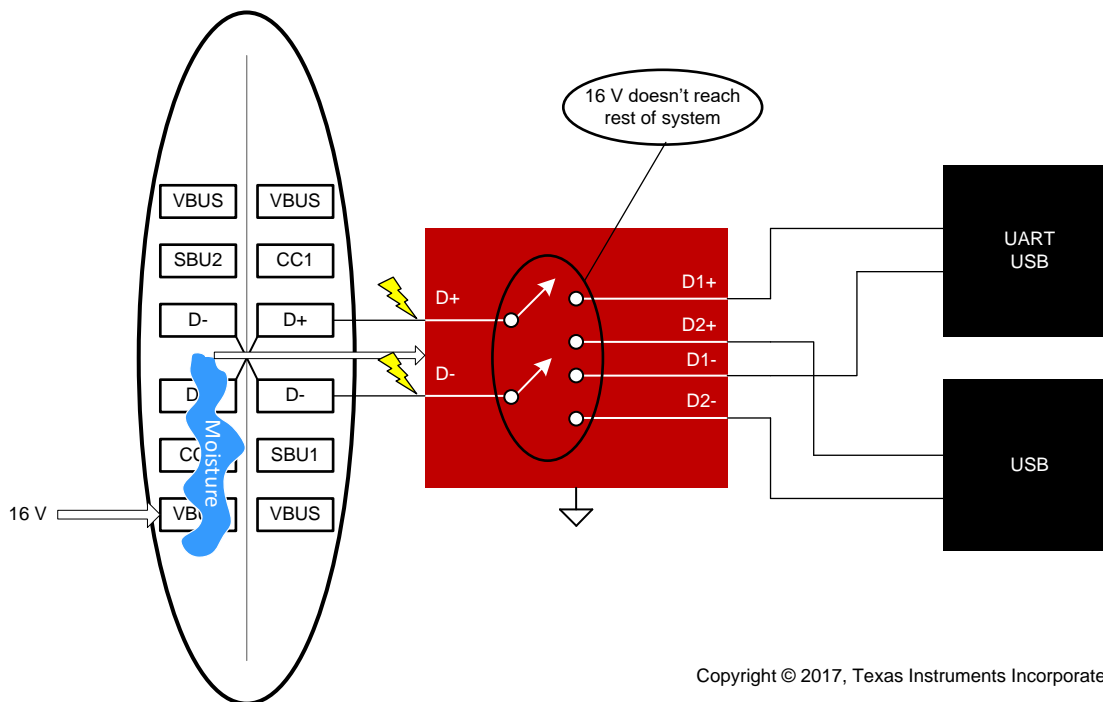 16 V doesn't reach
rest of system
VBUS
VBUS
SBU2
CC1
D-
D+
D-
SBU1
VBUS
VBUS
Moisture
16 V
D+
D-
D1+
D2+
D1-
D2-
UART
USB
USB
Copyright © 2017, Texas Instruments Incorporate